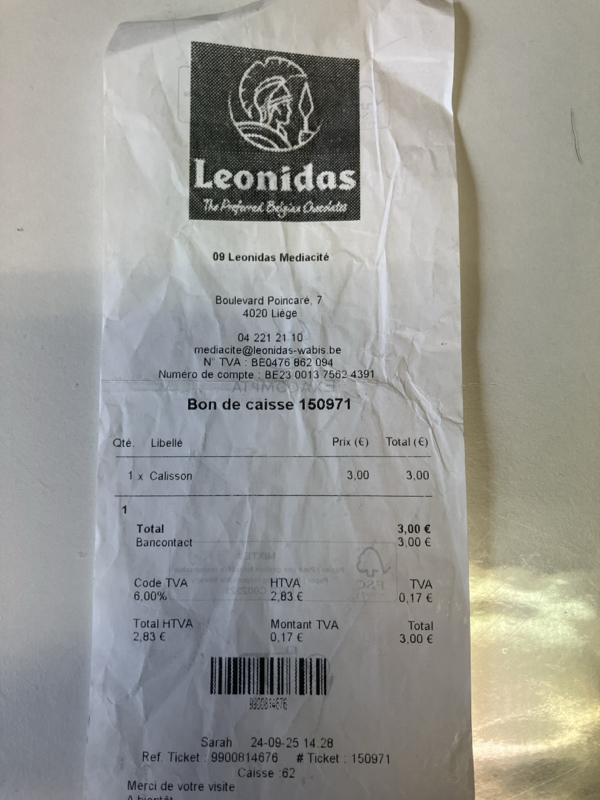 Leonidas
The Preferred Belgian Chocolates
09 Leonidas Mediacité
Boulevard Poincaré, 7
4020 Liège
04 221 21 10
mediacite@leonidas-wabis.be
N° TVA : BE0476 862 094
Numéro de compte : BE23 0013 7562 4391
Bon de caisse 150971
Qté. Libellé Prix (€) Total (€)
1 x Calisson 3,00 3,00
1
Total 3,00 €
Bancontact 3,00 €
Code TVA HTVA TVA
6,00% 2,83 € 0,17 €
Total HTVA Montant TVA Total
2,83 € 0,17 € 3,00 €
9900814676
Sarah 24-09-25 14:28
Ref. Ticket : 9900814676 # Ticket : 150971
Caisse :62
Merci de votre visite
A bientôt